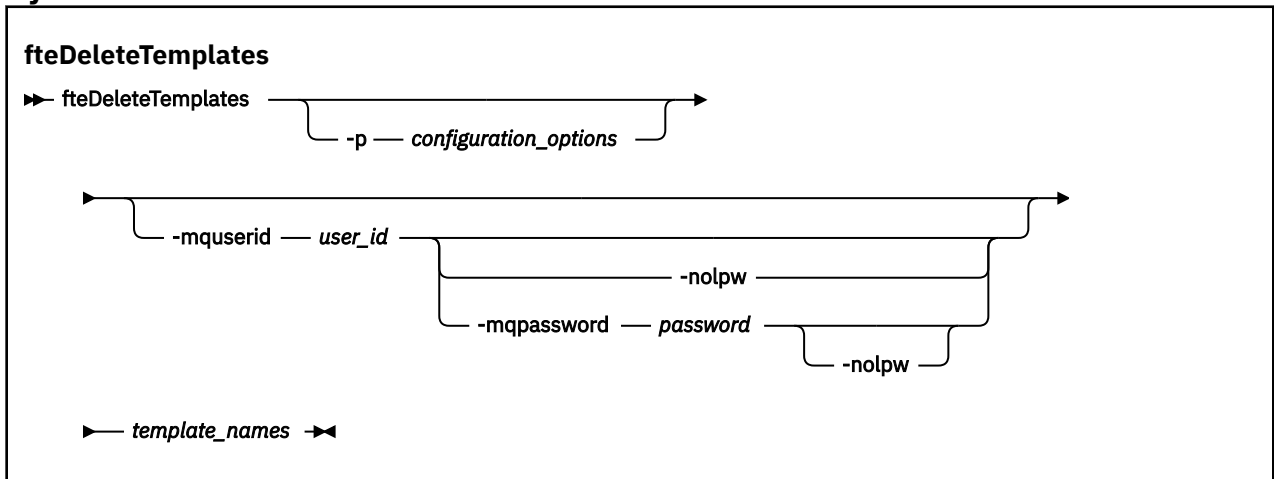 fteDeleteTemplates
fteDeleteTemplates
-p configuration_options
-mquserid user_id
-nolpw
-mqpassword password
-nolpw
template_names